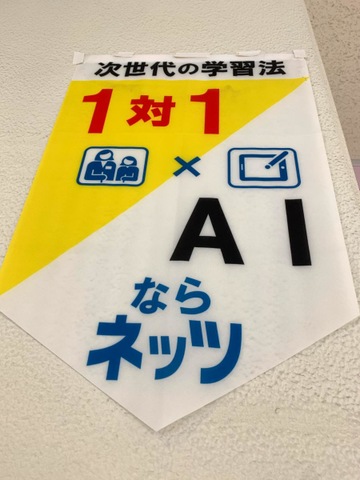 次世代の学習法
1対1
×
AI
なら
ネッツ